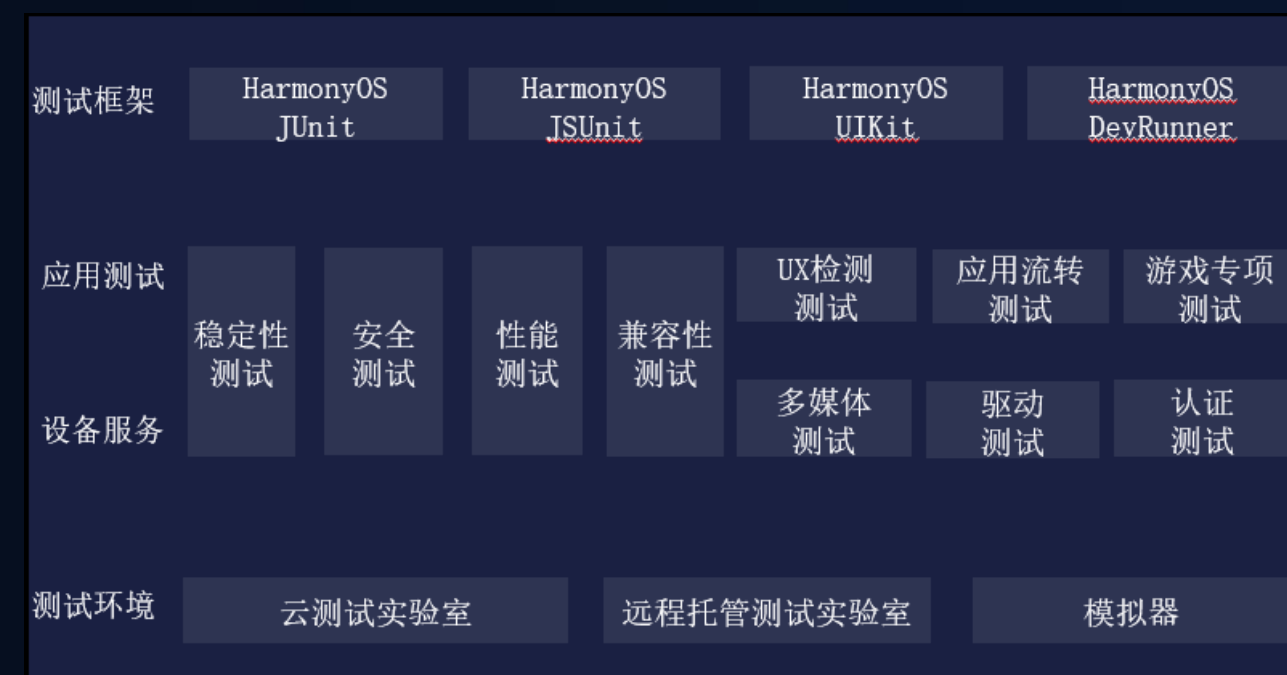 测试框架
HarmonyOS
JUnit
HarmonyOS
JSUnit
HarmonyOS
UIKit
HarmonyOS
DevRunner
应用测试
设备服务
稳定性
测试
安全
测试
性能
测试
兼容性
测试
UX检测
测试
应用流转
测试
游戏专项
测试
多媒体
测试
驱动
测试
认证
测试
测试环境
云测试实验室
远程托管测试实验室
模拟器